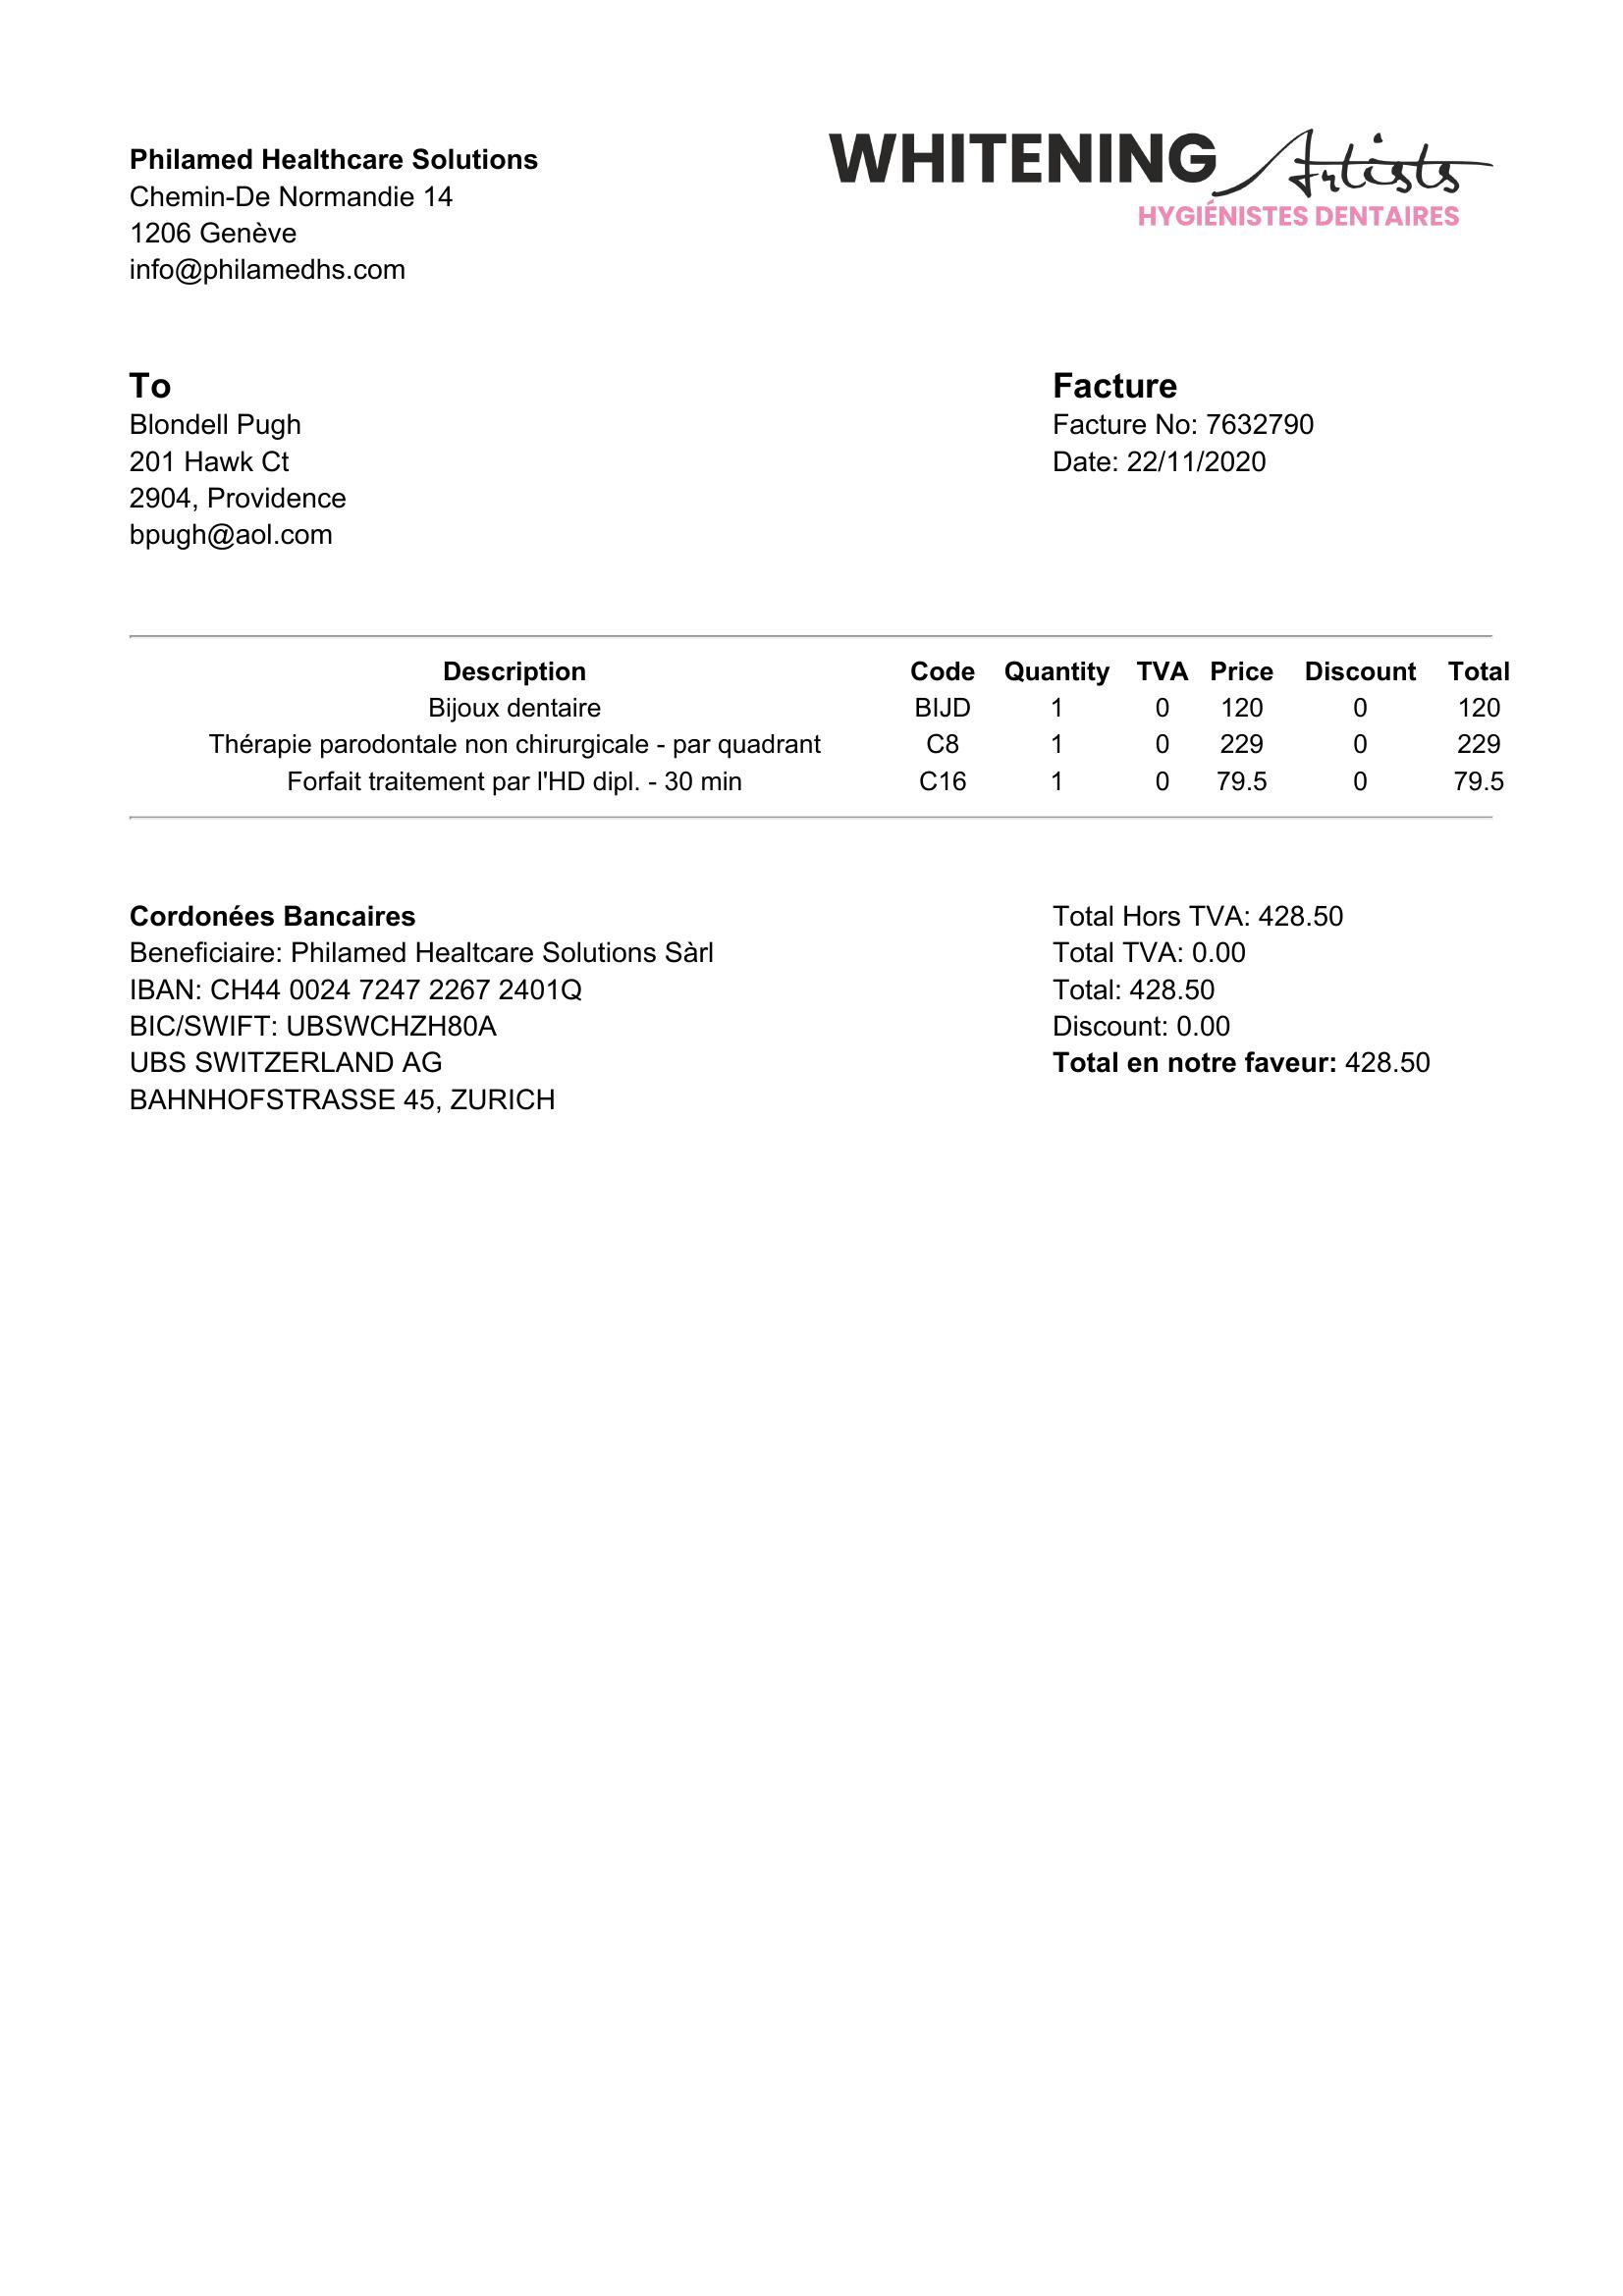 Philamed Healthcare Solutions
Chemin-De Normandie 14
1206 Genève
info@philamedhs.com
WHITENING Artists
HYGIÉNISTES DENTAIRES
To
Blondell Pugh
201 Hawk Ct
2904, Providence
bpugh@aol.com
Facture
Facture No: 7632790
Date: 22/11/2020
Description Code Quantity TVA Price Discount Total
Bijoux dentaire BIJD 1 0 120 0 120
Thérapie parodontale non chirurgicale - par quadrant C8 1 0 229 0 229
Forfait traitement par l'HD dipl. - 30 min C16 1 0 79.5 0 79.5
Cordonées Bancaires
Beneficiaire: Philamed Healtcare Solutions Sàrl
IBAN: CH44 0024 7247 2267 2401Q
BIC/SWIFT: UBSWCHZH80A
UBS SWITZERLAND AG
BAHNHOFSTRASSE 45, ZURICH
Total Hors TVA: 428.50
Total TVA: 0.00
Total: 428.50
Discount: 0.00
Total en notre faveur: 428.50